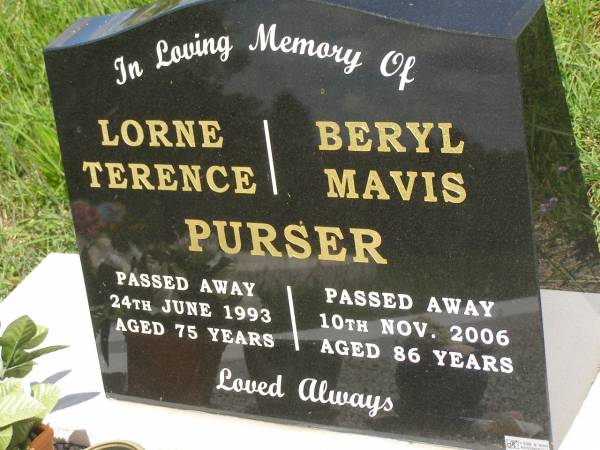 In Loving Memory Of
LORNE
TERENCE
BERYL
MAVIS
PURSER
PASSED AWAY
24TH JUNE 1993
AGED 75 YEARS
PASSED AWAY
10TH NOV. 2006
AGED 86 YEARS
Loved Always